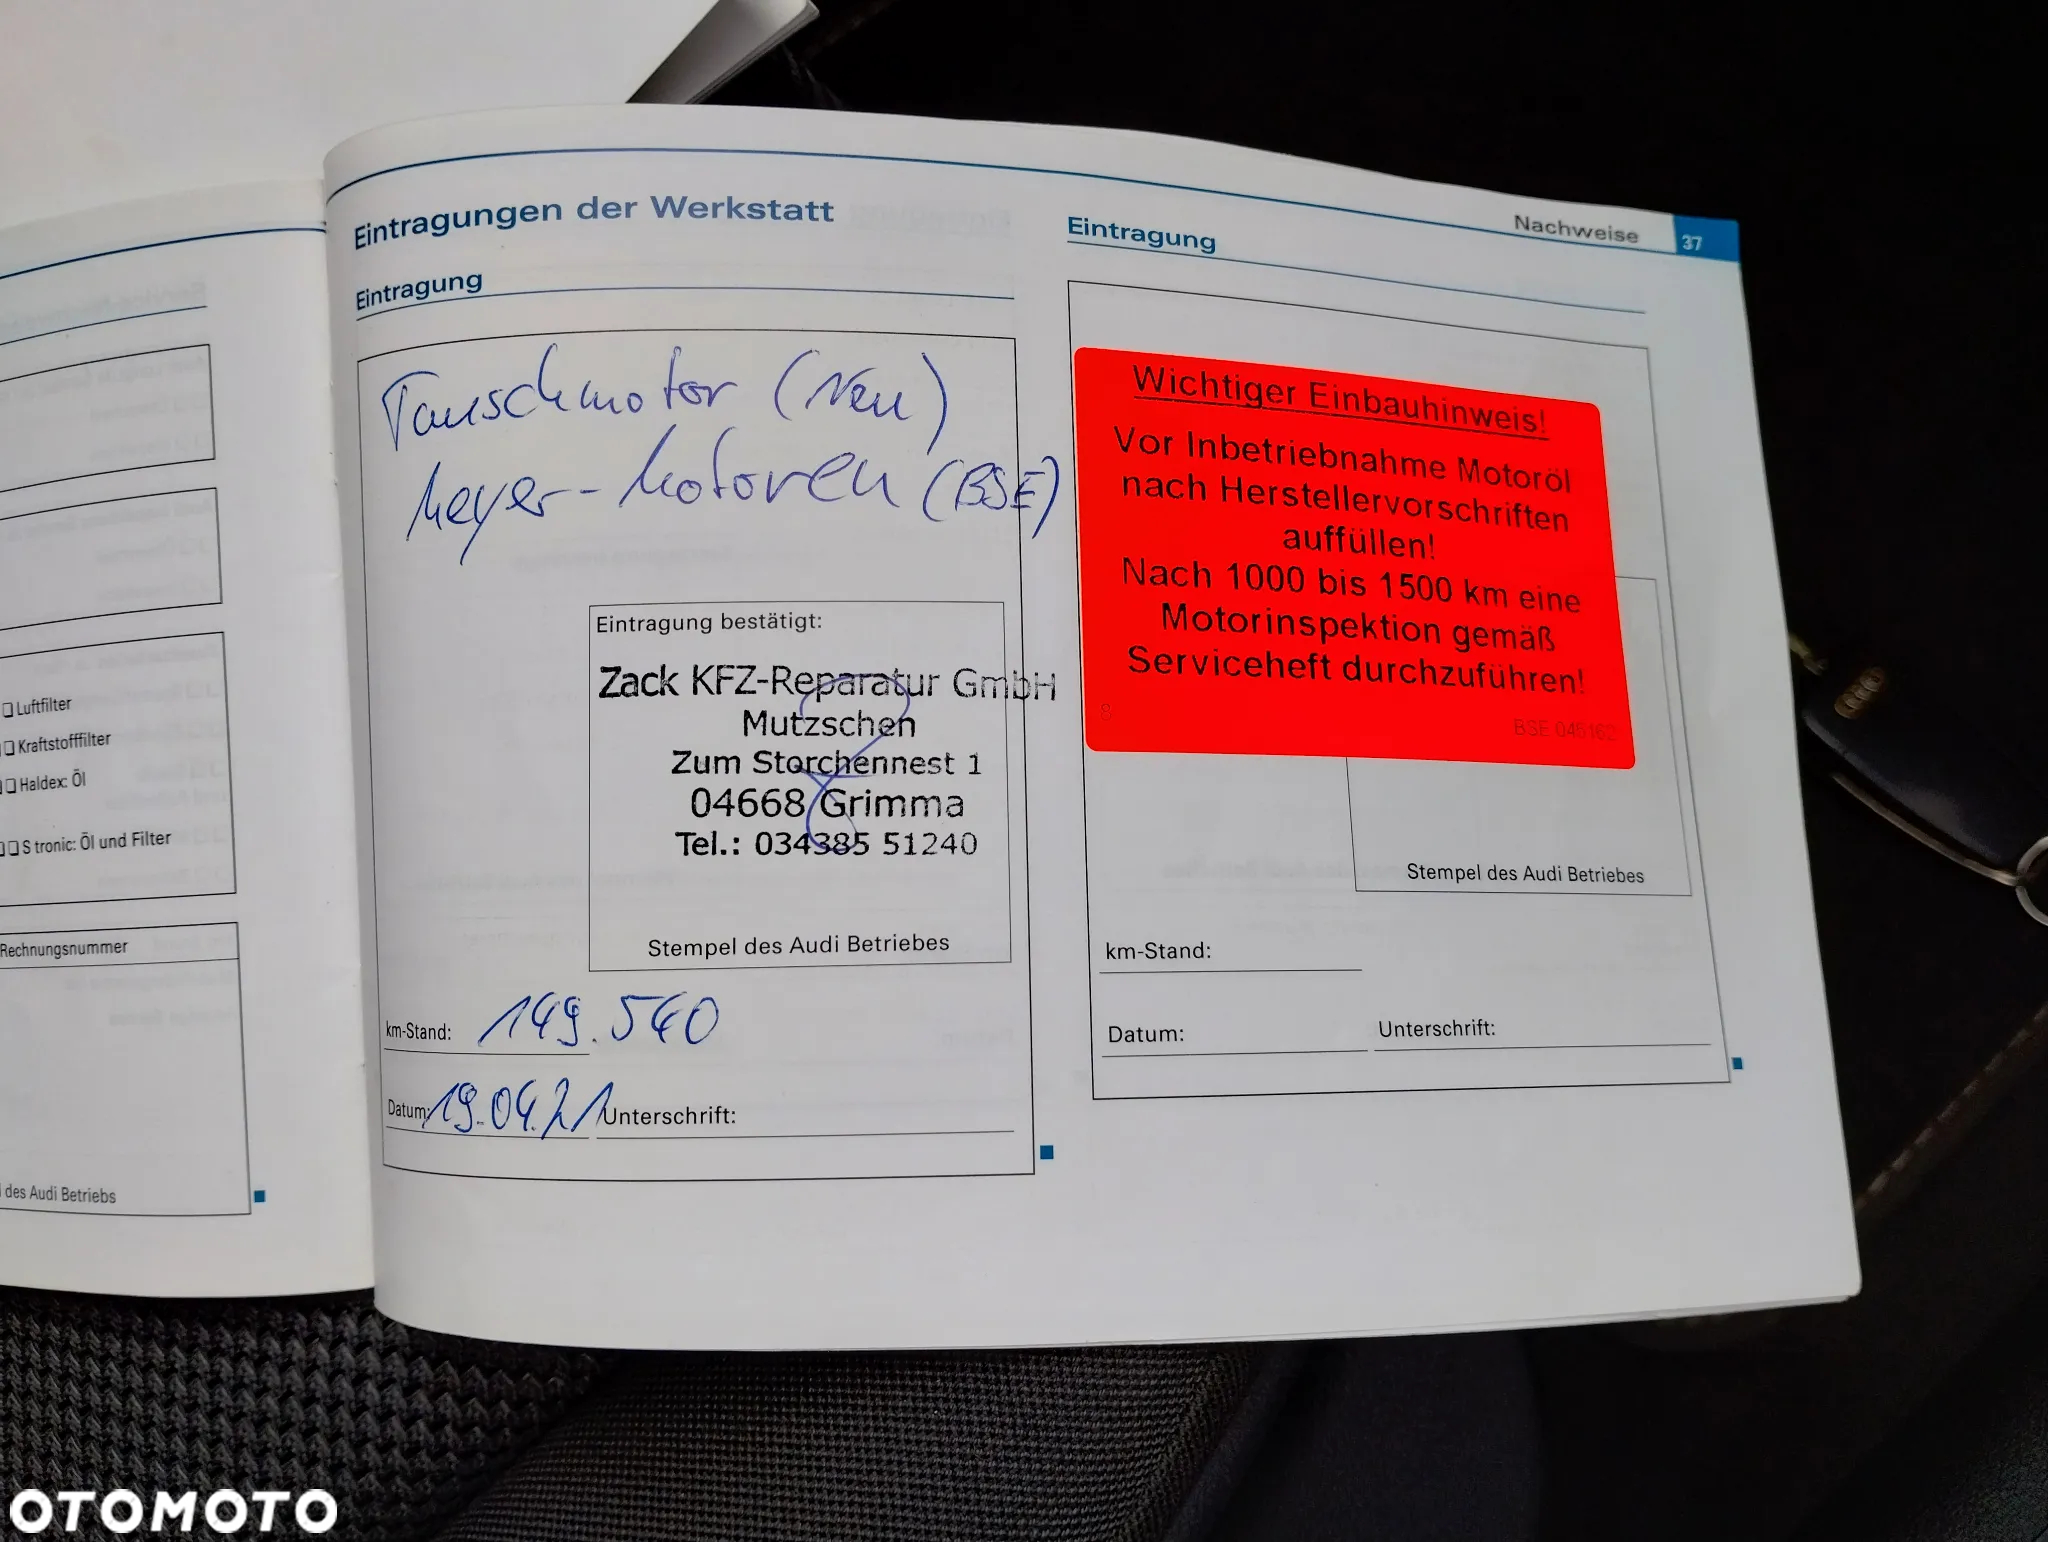 Luftfilter
Kraftstofffilter
Haldex: Öl
S tronic: Öl und Filter
Rechnungsnummer
des Audi Betriebs
Nachweise 37
Eintragungen der Werkstatt
Eintragung
Tauschmotor (Neu)
Meyer-Motoren (BSE)
Eintragung bestätigt:
Zack KFZ-Reparatur GmbH
Mutzschen
Zum Storchennest 1
04668 Grimma
Tel.: 034385 51240
Stempel des Audi Betriebes
km-Stand: 149.540
Datum: 19.04.21 Unterschrift:
Eintragung
Wichtiger Einbauhinweis!
Vor Inbetriebnahme Motoröl
nach Herstellervorschriften
auffüllen!
Nach 1000 bis 1500 km eine
Motorinspektion gemäß
Serviceheft durchzuführen!
8 BSE 045162
Stempel des Audi Betriebes
km-Stand:
Datum: Unterschrift:
OTOMOTO